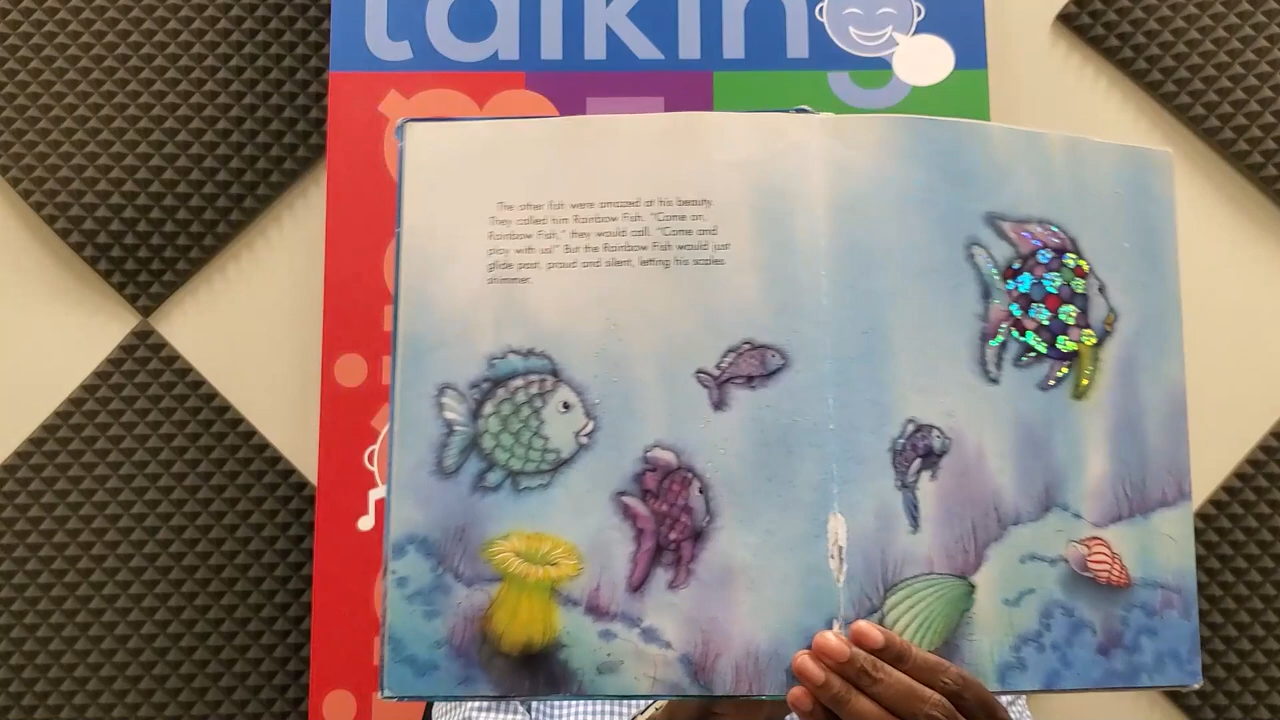 talking
The other fish were amazed at his beauty.
They called him Rainbow Fish. "Come on,
Rainbow Fish," they would call. "Come and
play with us!" But the Rainbow Fish would just
glide past, proud and silent, letting his scales
shimmer.